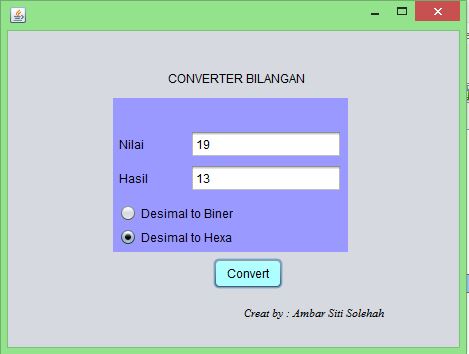 CONVERTER BILANGAN
Nilai 19
Hasil 13
Desimal to Biner
Desimal to Hexa
Convert
Creat by : Ambar Siti Solehah